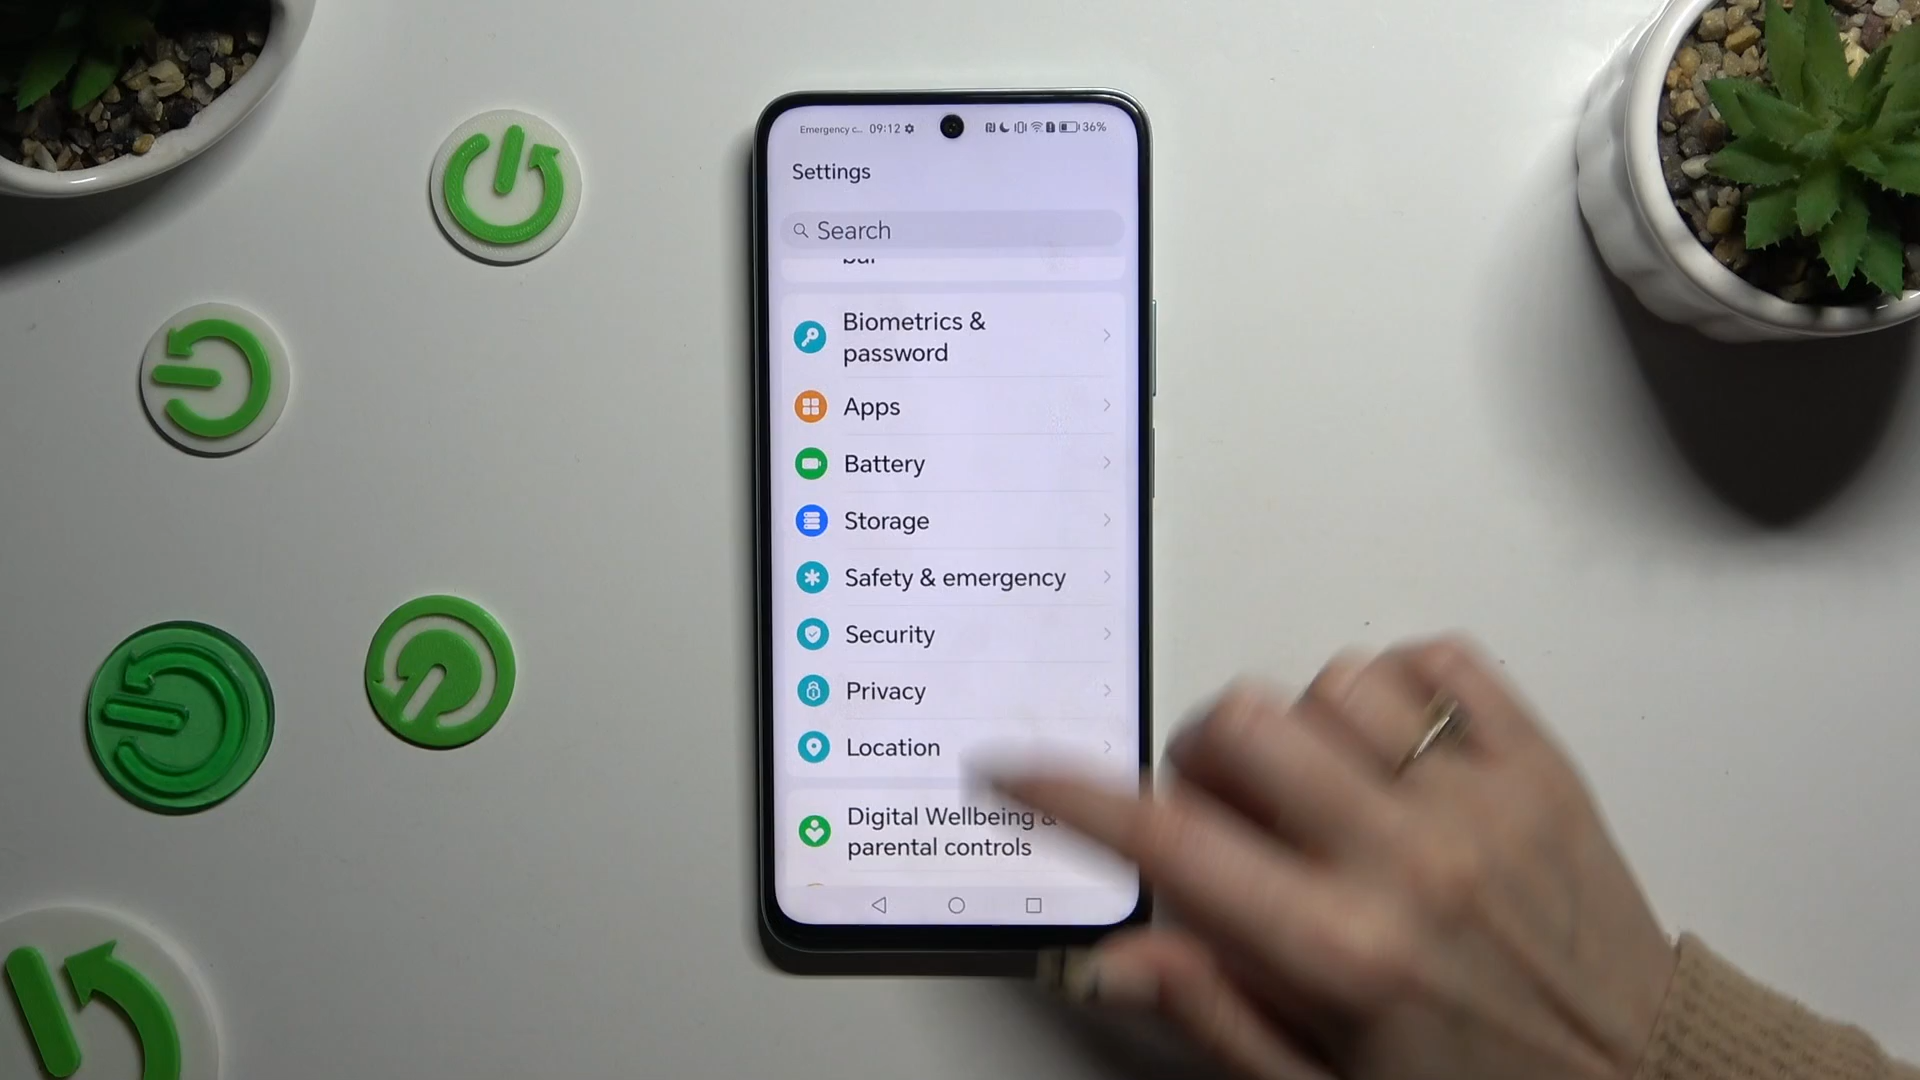 Emergency c... 09:12 36%
Settings
Search
Biometrics &
password
Apps
Battery
Storage
Safety & emergency
Security
Privacy
Location
Digital Wellbeing &
parental controls